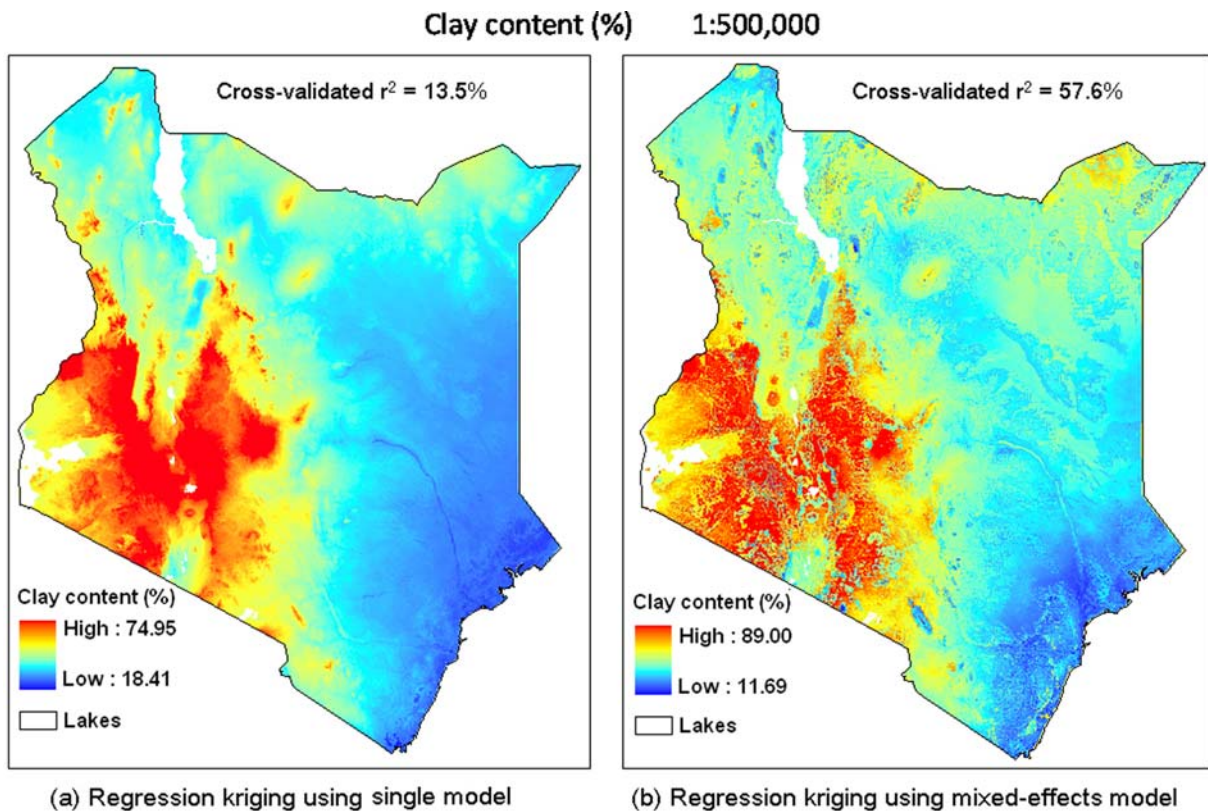 Clay content (%) 1:500,000
Cross-validated r² = 13.5%
Clay content (%)
High : 74.95
Low : 18.41
Lakes
(a) Regression kriging using single model
Cross-validated r² = 57.6%
Clay content (%)
High : 89.00
Low : 11.69
Lakes
(b) Regression kriging using mixed-effects model